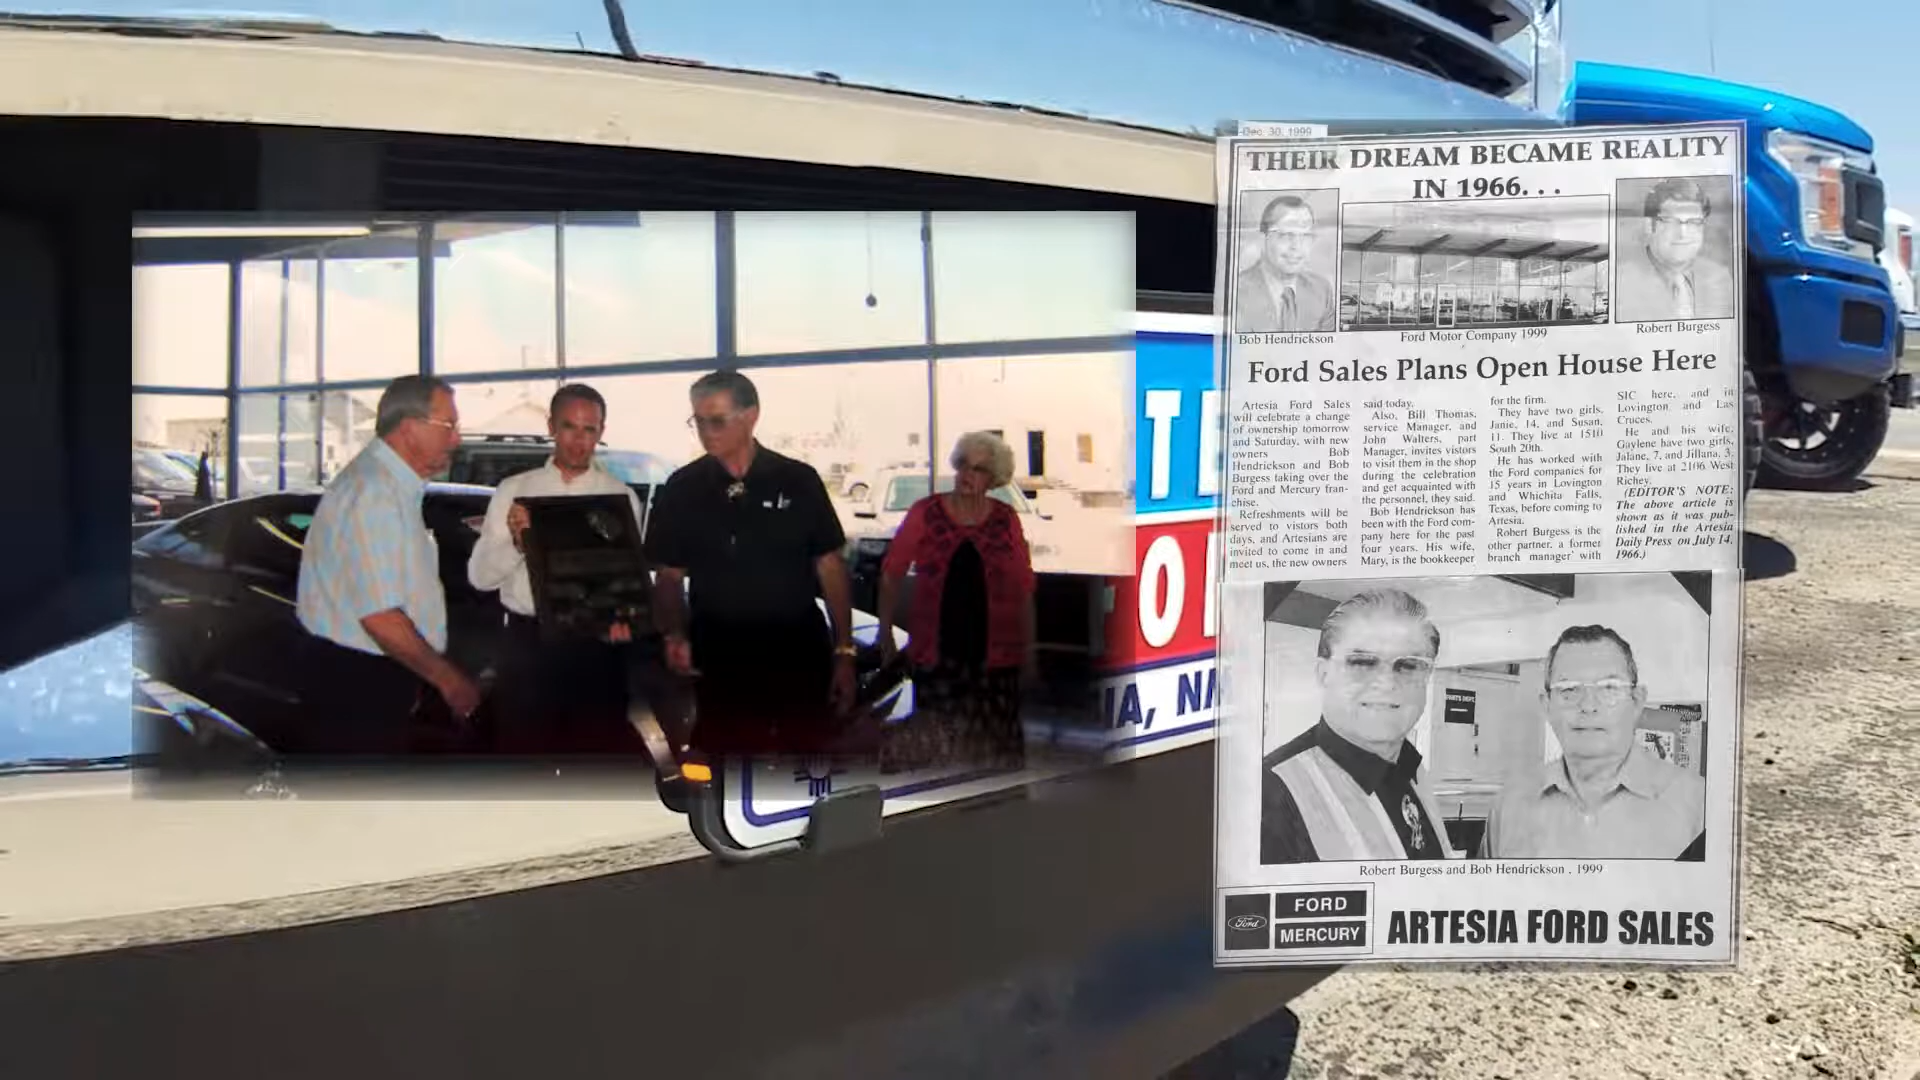 Dec. 30, 1999
THEIR DREAM BECAME REALITY
IN 1966. . .
Bob Hendrickson
Ford Motor Company 1999
Robert Burgess
Ford Sales Plans Open House Here
Artesia Ford Sales
will celebrate a change
of ownership tomorrow
and Saturday, with new
owners Bob
Hendrickson and Bob
Burgess taking over the
Ford and Mercury fran-
chise.
Refreshments will be
served to vistors both
days, and Artesians are
invited to come in and
meet us, the new owners
said today.
Also, Bill Thomas,
service Manager, and
John Walters, part
Manager, invites vistors
to visit them in the shop
during the celebration
and get acquainted with
the personnel, they said.
Bob Hendrickson has
been with the Ford com-
pany here for the past
four years. His wife,
Mary, is the bookkeeper
for the firm.
They have two girls,
Janie, 14, and Susan,
11. They live at 1510
South 20th.
He has worked with
the Ford companies for
15 years in Lovington
and Whichita Falls,
Texas, before coming to
Artesia.
Robert Burgess is the
other partner, a former
branch manager with
SIC here, and in
Lovington and Las
Cruces.
He and his wife,
Gaylene have two girls,
Jalane, 7, and Jillana, 3.
They live at 2106 West
Richey.
(EDITOR'S NOTE:
The above article is
shown as it was pub-
lished in the Artesia
Daily Press on July 14,
1966.)
PARTS DEPT.
Robert Burgess and Bob Hendrickson , 1999
Ford
FORD
MERCURY
ARTESIA FORD SALES
TE
O
IA, N